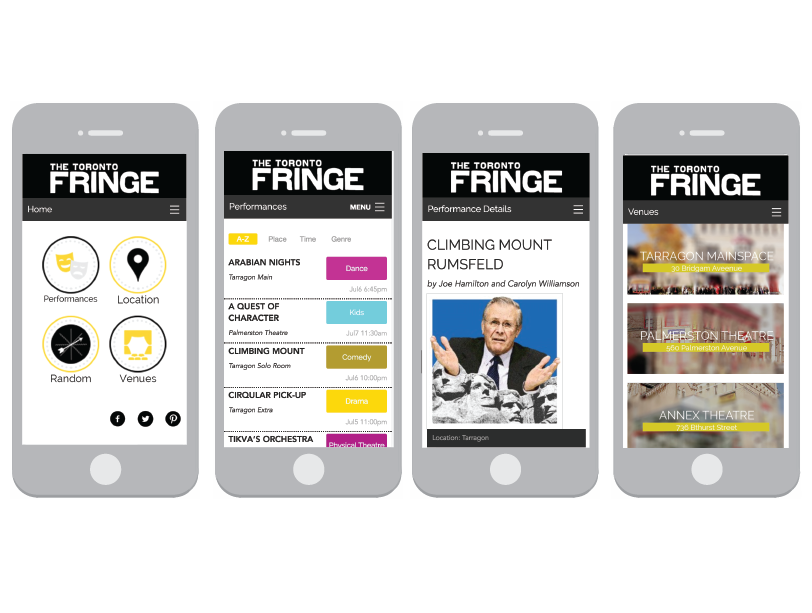 THE TORONTO
FRINGE
Home
Performances
Location
Random
Venues
THE TORONTO
FRINGE
Performances
MENU
A-Z
Place
Time
Genre
ARABIAN NIGHTS
Dance
Tarragon Main
Jul6 6:45pm
A QUEST OF
CHARACTER
Kids
Palmerston Theatre
Jul7 11:30am
CLIMBING MOUNT
Comedy
Tarragon Solo Room
Jul6 10:00pm
CIRQULAR PICK-UP
Drama
Tarragon Extra
Jul5 11:00pm
TIKVA'S ORCHESTRA
Physical Theatre
THE TORONTO
FRINGE
Performance Details
CLIMBING MOUNT
RUMSFELD
by Joe Hamilton and Carolyn Williamson
Location: Tarragon
THE TORONTO
FRINGE
Venues
TARRAGON MAINSPACE
30 Bridgam Aveenue
PALMERSTON THEATRE
560 Palmerston Avenue
ANNEX THEATRE
736 Bthurst Street